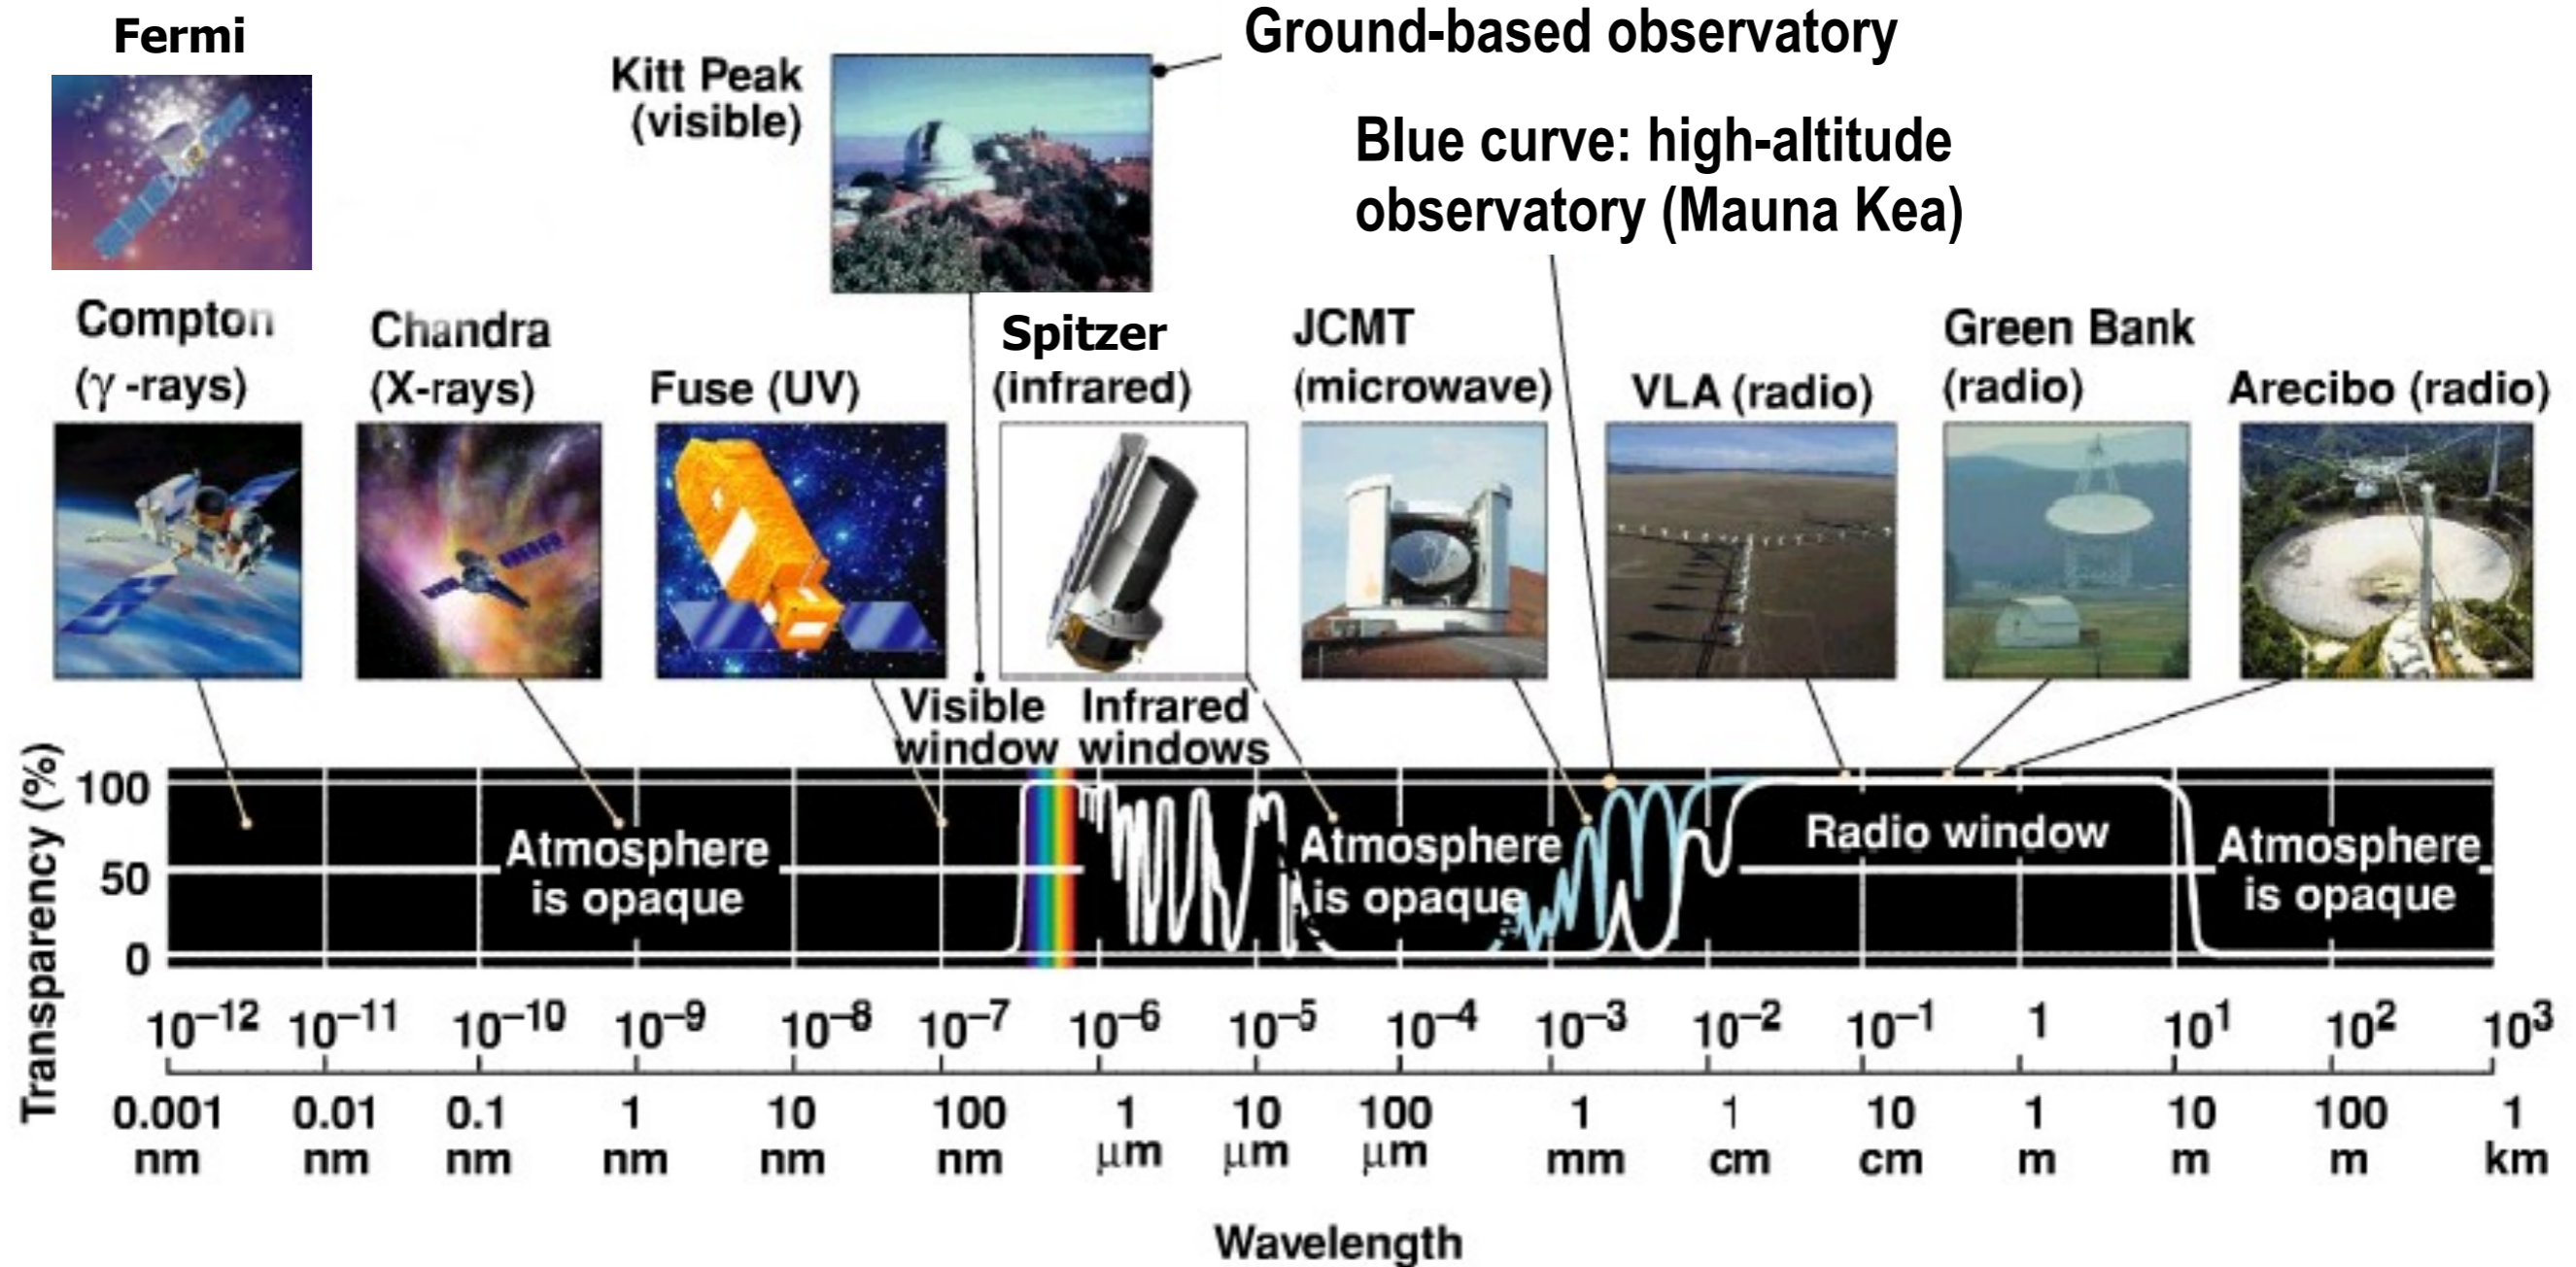 Fermi
Ground-based observatory
Kitt Peak
(visible)
Blue curve: high-altitude
observatory (Mauna Kea)
Compton
(γ -rays)
Chandra
(X-rays)
Fuse (UV)
Spitzer
(infrared)
JCMT
(microwave)
VLA (radio)
Green Bank
(radio)
Arecibo (radio)
Visible
window
Infrared
windows
Transparency (%)
100
50
0
Atmosphere
is opaque
Atmosphere
is opaque
Radio window
Atmosphere
is opaque
10⁻¹² 10⁻¹¹ 10⁻¹⁰ 10⁻⁹ 10⁻⁸ 10⁻⁷ 10⁻⁶ 10⁻⁵ 10⁻⁴ 10⁻³ 10⁻² 10⁻¹ 1 10¹ 10² 10³
0.001 0.01 0.1 1 10 100 1 10 100 1 1 10 1 10 100 1
nm nm nm nm nm nm μm μm μm mm cm cm m m m km
Wavelength